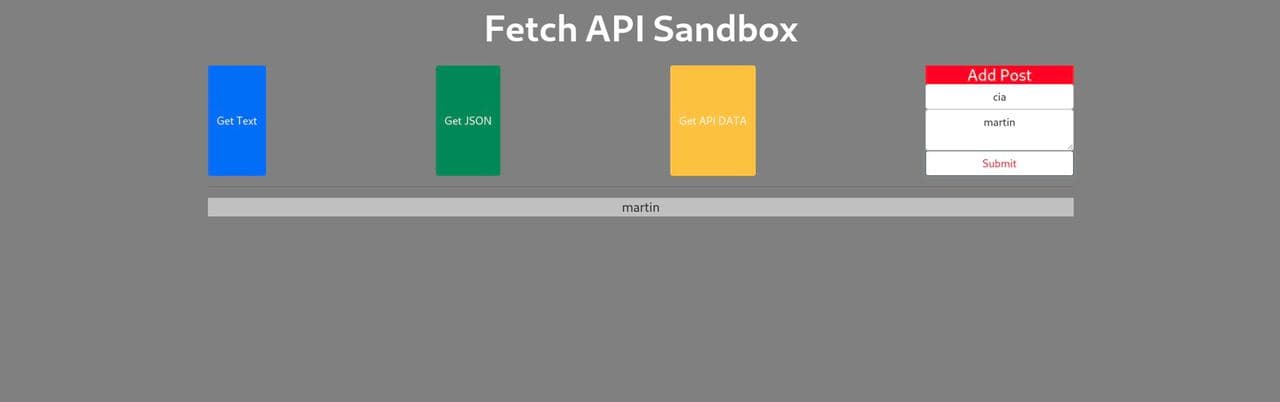 Fetch API Sandbox
Get Text
Get JSON
Get API DATA
Add Post
cia
martin
Submit
martin